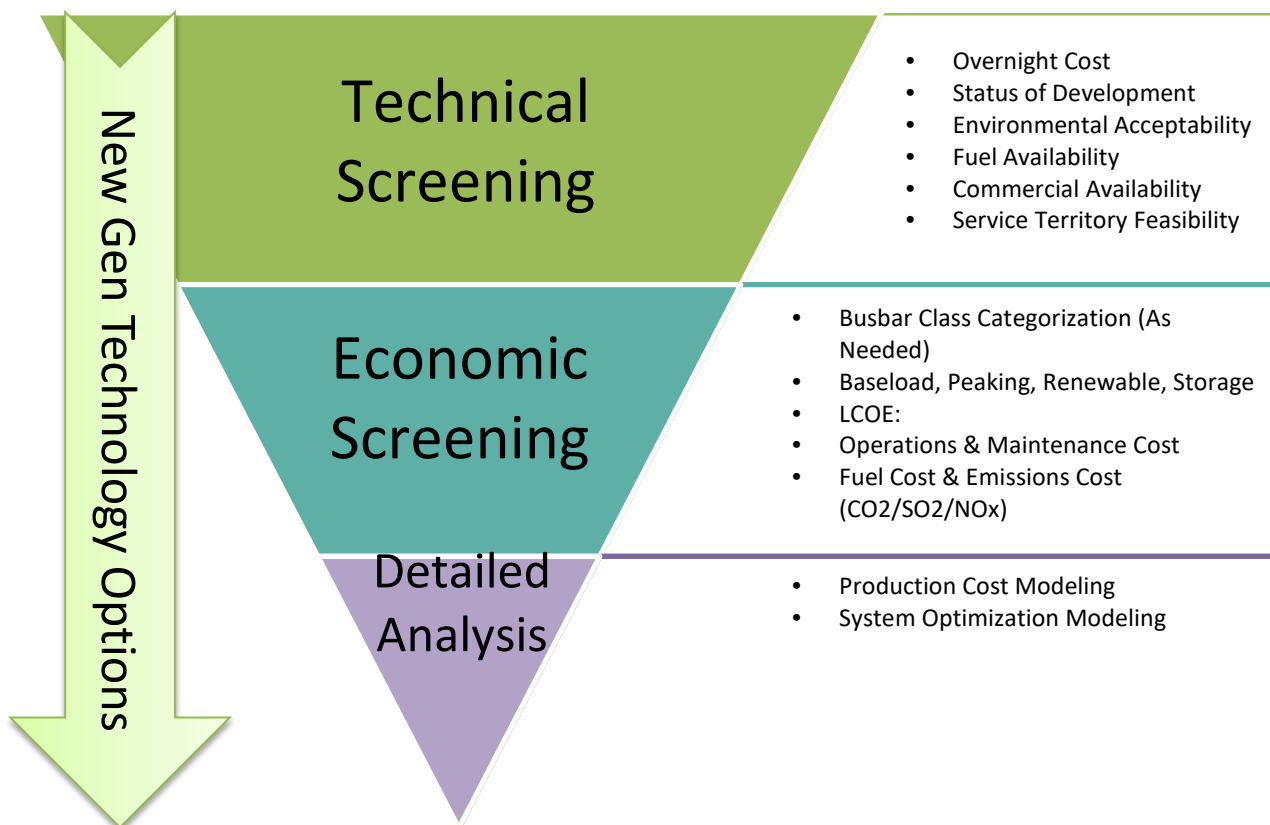 New Gen Technology Options
Technical
Screening
• Overnight Cost
• Status of Development
• Environmental Acceptability
• Fuel Availability
• Commercial Availability
• Service Territory Feasibility
Economic
Screening
• Busbar Class Categorization (As
Needed)
• Baseload, Peaking, Renewable, Storage
• LCOE:
• Operations & Maintenance Cost
• Fuel Cost & Emissions Cost
(CO2/SO2/NOx)
Detailed
Analysis
• Production Cost Modeling
• System Optimization Modeling